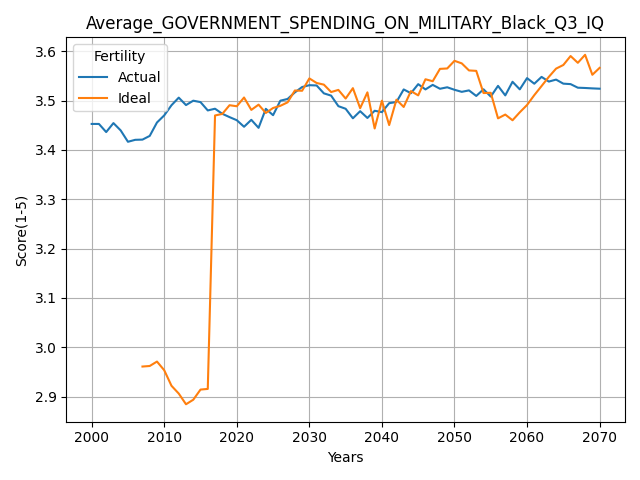 Average_GOVERNMENT_SPENDING_ON_MILITARY_Black_Q3_IQ
Fertility
Actual
Ideal
Score(1-5)
3.6
3.5
3.4
3.3
3.2
3.1
3.0
2.9
2000 2010 2020 2030 2040 2050 2060 2070
Years